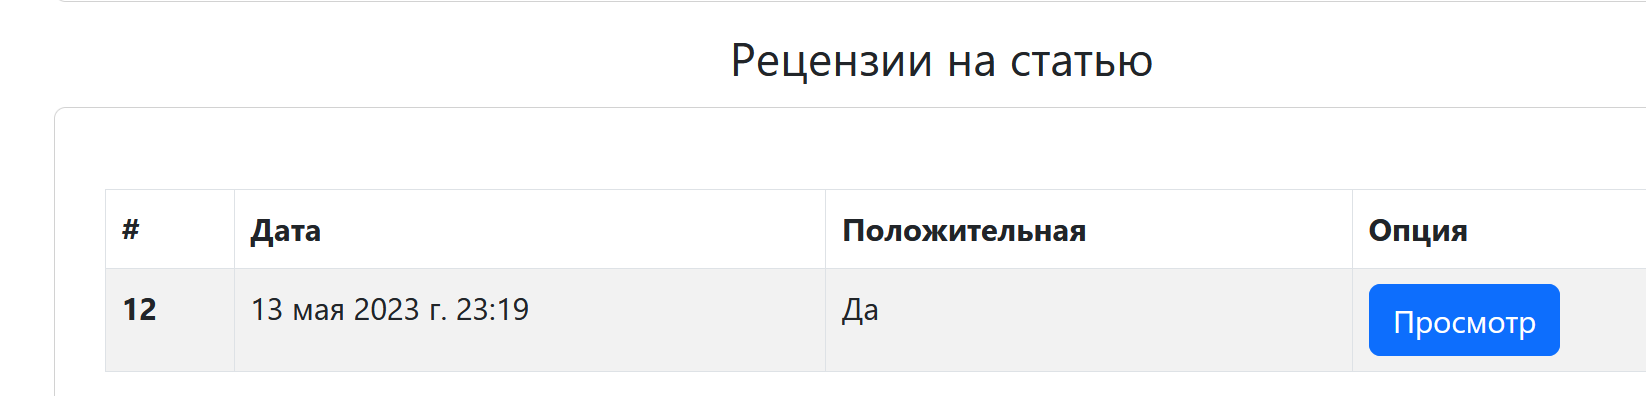 Рецензии на статью
# Дата Положительная Опция
12 13 мая 2023 г. 23:19 Да Просмотр